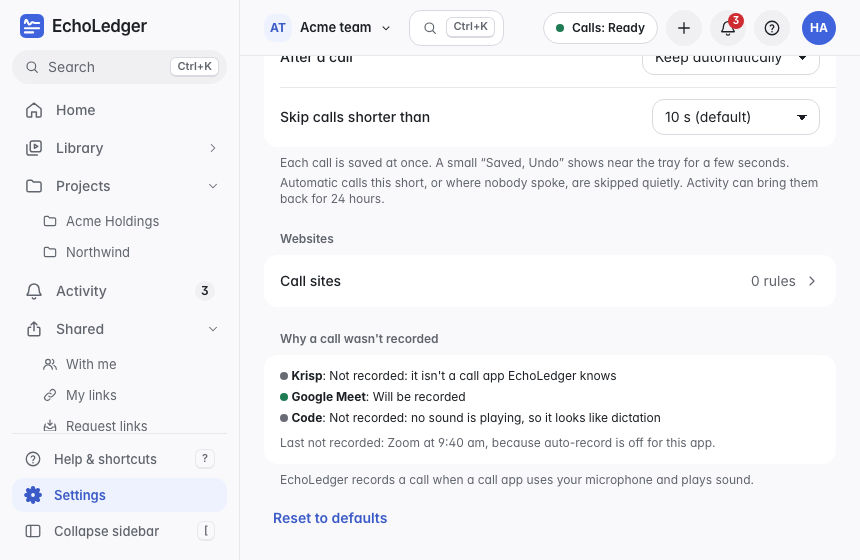 EchoLedger
Search Ctrl+K
Home
Library
Projects
Acme Holdings
Northwind
Activity 3
Shared
With me
My links
Request links
Help & shortcuts ?
Settings
Collapse sidebar [
AT Acme team Ctrl+K Calls: Ready 3 HA
After a call Keep automatically
Skip calls shorter than 10 s (default)
Each call is saved at once. A small “Saved, Undo” shows near the tray for a few seconds.
Automatic calls this short, or where nobody spoke, are skipped quietly. Activity can bring them
back for 24 hours.
Websites
Call sites 0 rules
Why a call wasn't recorded
Krisp: Not recorded: it isn't a call app EchoLedger knows
Google Meet: Will be recorded
Code: Not recorded: no sound is playing, so it looks like dictation
Last not recorded: Zoom at 9:40 am, because auto-record is off for this app.
EchoLedger records a call when a call app uses your microphone and plays sound.
Reset to defaults